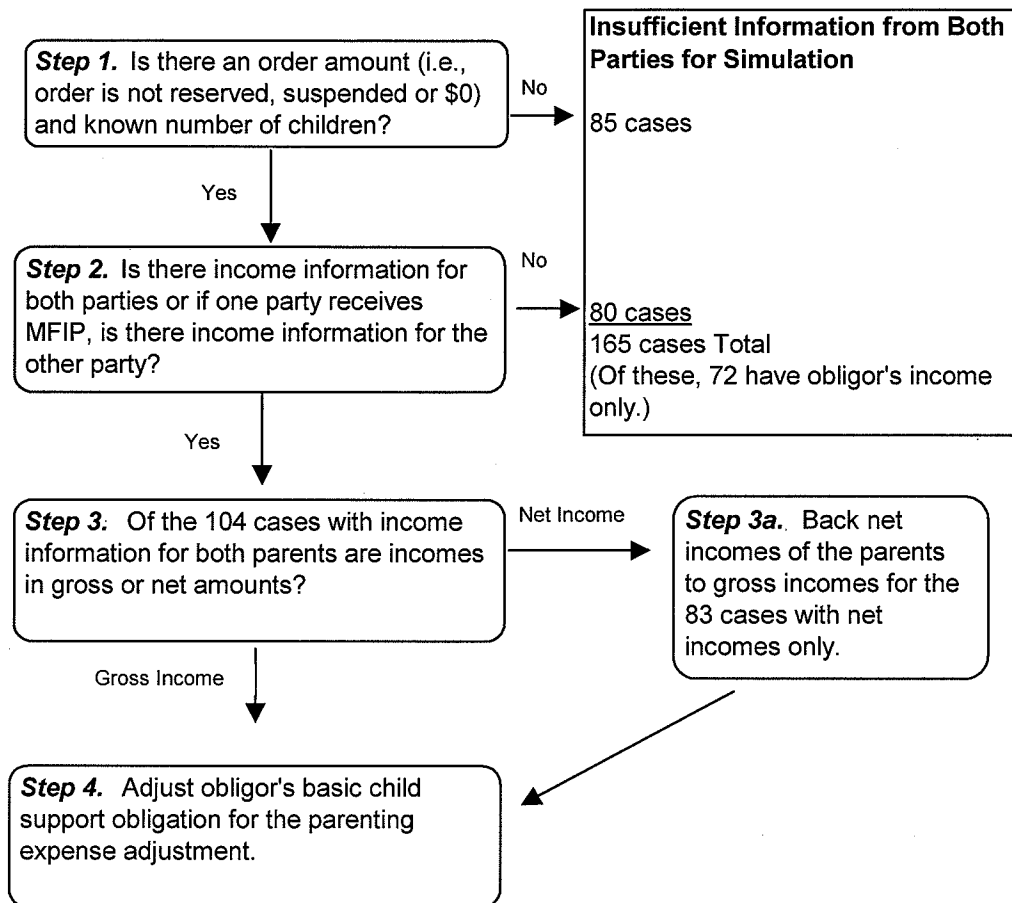 Step 1. Is there an order amount (i.e.,
order is not reserved, suspended or $0)
and known number of children?
No
Insufficient Information from Both
Parties for Simulation
85 cases
Yes
Step 2. Is there income information for
both parties or if one party receives
MFIP, is there income information for the
other party?
No
80 cases
165 cases Total
(Of these, 72 have obligor's income
only.)
Yes
Step 3. Of the 104 cases with income
information for both parents are incomes
in gross or net amounts?
Net Income
Step 3a. Back net
incomes of the parents
to gross incomes for the
83 cases with net
incomes only.
Gross Income
Step 4. Adjust obligor's basic child
support obligation for the parenting
expense adjustment.